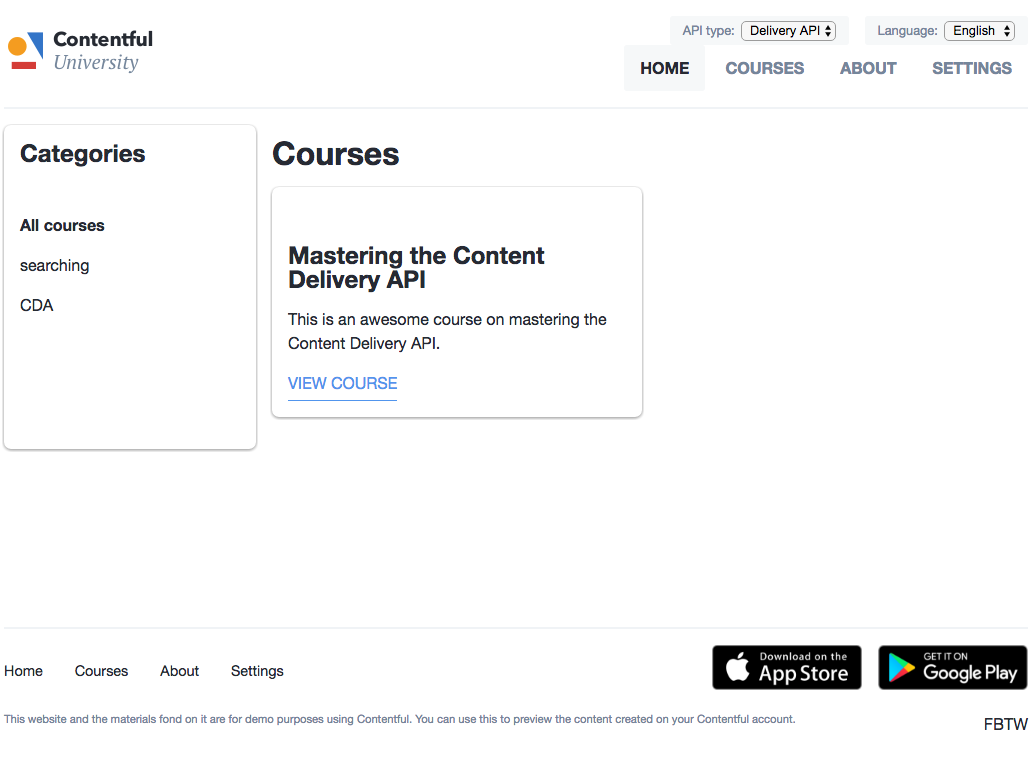 Contentful
University
API type: Delivery API
Language: English
HOME COURSES ABOUT SETTINGS
Categories
All courses
searching
CDA
Courses
Mastering the Content
Delivery API
This is an awesome course on mastering the
Content Delivery API.
VIEW COURSE
Home Courses About Settings
Download on the
App Store
GET IT ON
Google Play
This website and the materials fond on it are for demo purposes using Contentful. You can use this to preview the content created on your Contentful account.
FBTW